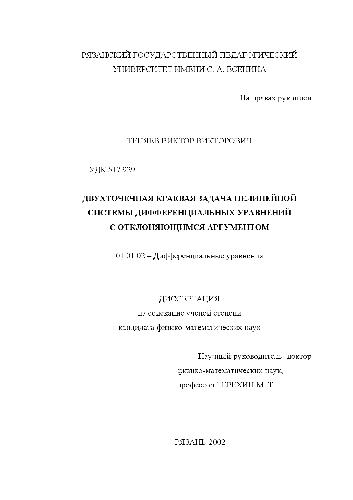 РЯЗАНСКИЙ ГОСУДАРСТВЕННЫЙ ПЕДАГОГИЧЕСКИЙ
УНИВЕРСИТЕТ ИМЕНИ С. А. ЕСЕНИНА
На правах рукописи
ТЕНЯЕВ ВИКТОР ВИКТОРОВИЧ
УДК 517.929
ДВУХТОЧЕЧНАЯ КРАЕВАЯ ЗАДАЧА НЕЛИНЕЙНОЙ
СИСТЕМЫ ДИФФЕРЕНЦИАЛЬНЫХ УРАВНЕНИЙ
С ОТКЛОНЯЮЩИМСЯ АРГУМЕНТОМ
01.01.02 – Дифференциальные уравнения
ДИССЕРТАЦИЯ
на соискание ученой степени
кандидата физико-математических наук
Научный руководитель: доктор
физико-математических наук,
профессор ТЕРЕХИН М. Т.
РЯЗАНЬ 2002